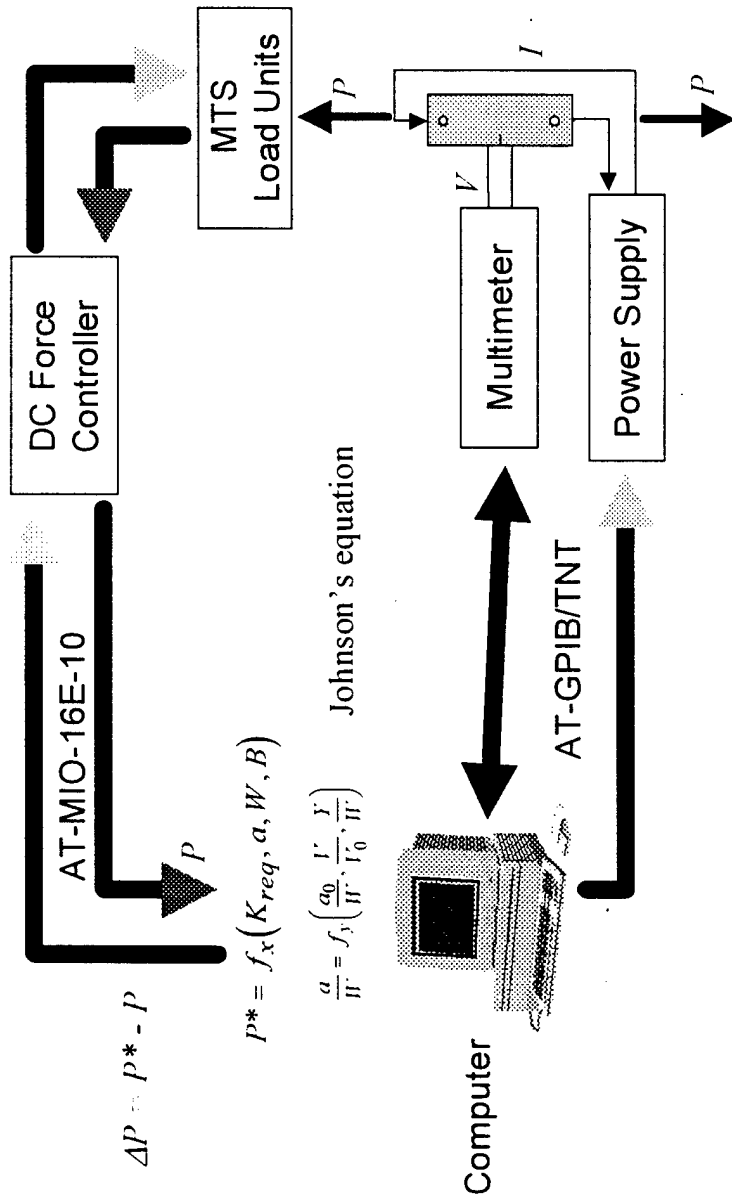 ΔP = P* - P
AT-MIO-16E-10
DC Force
Controller
P
MTS
Load Units
P* = f_x(K_req, a, W, B)
a/W = f_y(a_0/W, V/V_0, Y/W)
Johnson's equation
P
V
I
Computer
Multimeter
AT-GPIB/TNT
Power Supply
P